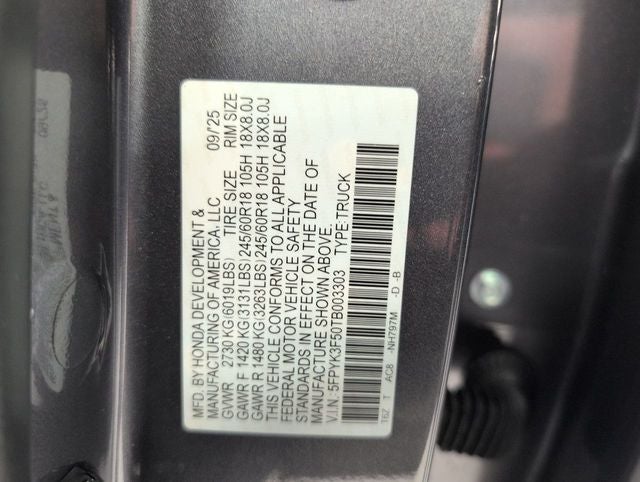 MFD. BY HONDA DEVELOPMENT &
MANUFACTURING OF AMERICA, LLC 09/25
GVWR 2730 KG(6019LBS) TIRE SIZE RIM SIZE
GAWR F 1420 KG(3131LBS) 245/60R18 105H 18X8.0J
GAWR R 1480 KG(3263LBS) 245/60R18 105H 18X8.0J
THIS VEHICLE CONFORMS TO ALL APPLICABLE
FEDERAL MOTOR VEHICLE SAFETY
STANDARDS IN EFFECT ON THE DATE OF
MANUFACTURE SHOWN ABOVE.
V.I.N: 5FPYK3F50TB003303 TYPE:TRUCK
T6Z T AC8 -NH797M -D -B